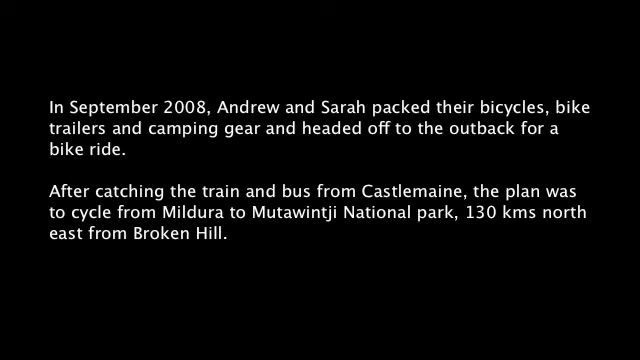 In September 2008, Andrew and Sarah packed their bicycles, bike
trailers and camping gear and headed off to the outback for a
bike ride.
After catching the train and bus from Castlemaine, the plan was
to cycle from Mildura to Mutawintji National park, 130 kms north
east from Broken Hill.